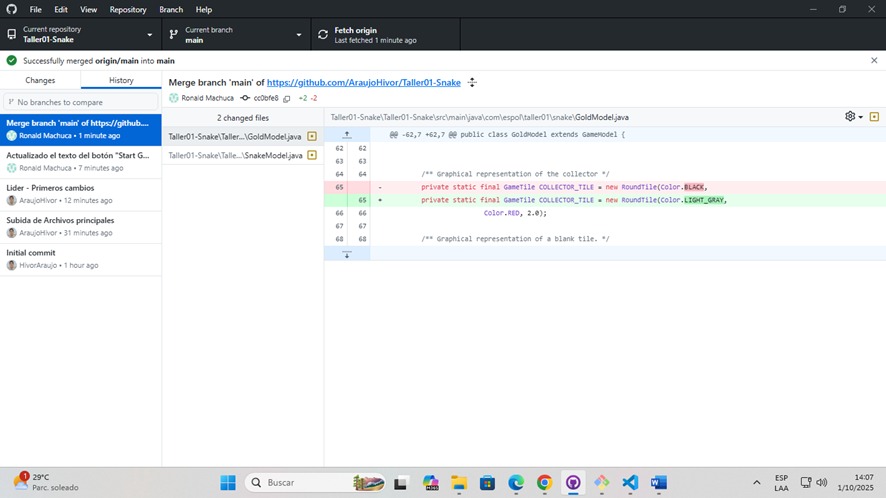 File Edit View Repository Branch Help
Current repository
Taller01-Snake
Current branch
main
Fetch origin
Last fetched 1 minute ago
Successfully merged origin/main into main
Changes
History
No branches to compare
Merge branch 'main' of https://github....
Ronald Machuca • 1 minute ago
Actualizado el texto del botón "Start G...
Ronald Machuca • 7 minutes ago
Lider - Primeros cambios
AraujoHivor • 12 minutes ago
Subida de Archivos principales
AraujoHivor • 31 minutes ago
Initial commit
HivorAraujo • 1 hour ago
Merge branch 'main' of https://github.com/AraujoHivor/Taller01-Snake
Ronald Machuca cc0bfe8 +2 -2
2 changed files
Taller01-Snake\Taller...\GoldModel.java
Taller01-Snake\Talle...\SnakeModel.java
Taller01-Snake\Taller01-Snake\src\main\java\com\espol\taller01\snake\GoldModel.java
@@ -62,7 +62,7 @@ public class GoldModel extends GameModel {
62 62
63 63
64 64 /** Graphical representation of the collector */
65 - private static final GameTile COLLECTOR_TILE = new RoundTile(Color.BLACK,
65 + private static final GameTile COLLECTOR_TILE = new RoundTile(Color.LIGHT_GRAY,
66 66 Color.RED, 2.0);
67 67
68 68 /** Graphical representation of a blank tile. */
1
29°C
Parc. soleado
Buscar
ESP
LAA
14:07
1/10/2025